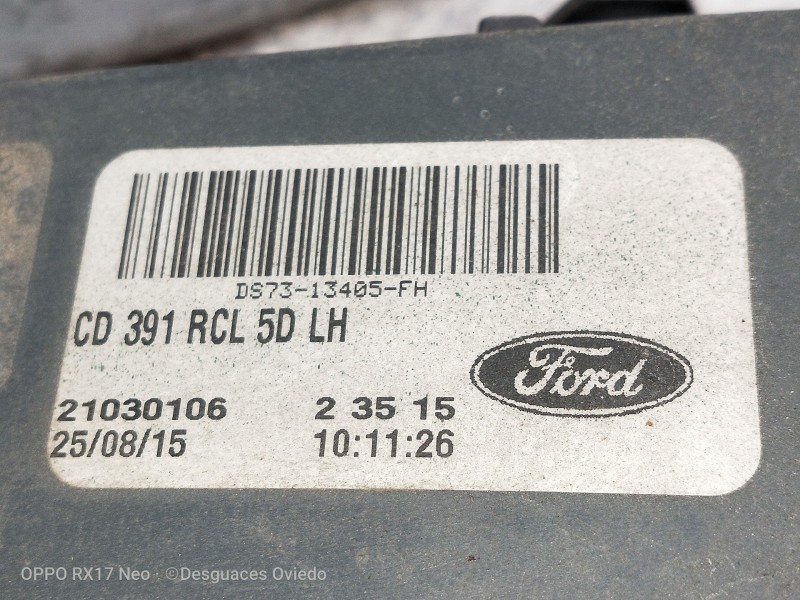 DS73-13405-FH
CD 391 RCL 5D LH
Ford
21030106 2 35 15
25/08/15 10:11:26
OPPO RX17 Neo · ©Desguaces Oviedo